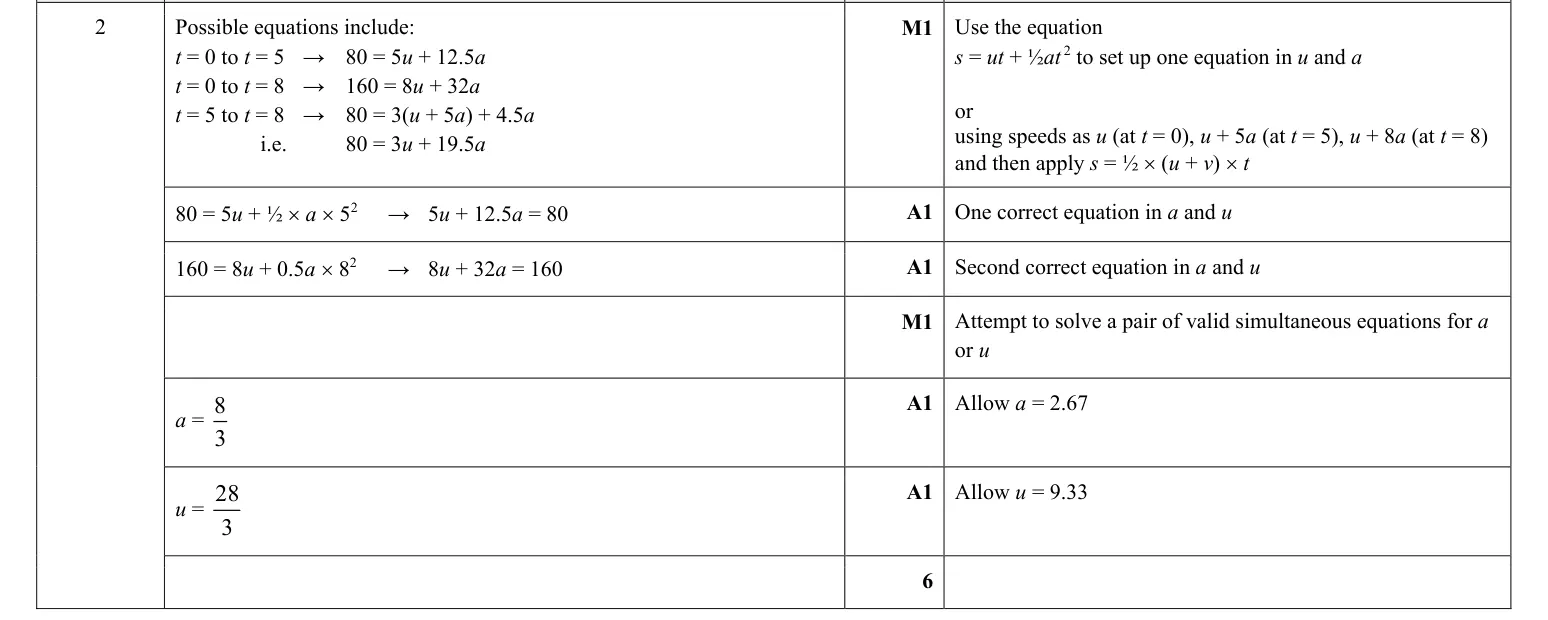 2 Possible equations include: M1 Use the equation
t = 0 to t = 5 → 80 = 5u + 12.5a s = ut + ½at² to set up one equation in u and a
t = 0 to t = 8 → 160 = 8u + 32a
t = 5 to t = 8 → 80 = 3(u + 5a) + 4.5a or
i.e. 80 = 3u + 19.5a using speeds as u (at t = 0), u + 5a (at t = 5), u + 8a (at t = 8)
and then apply s = ½ × (u + v) × t
80 = 5u + ½ × a × 5² → 5u + 12.5a = 80 A1 One correct equation in a and u
160 = 8u + 0.5a × 8² → 8u + 32a = 160 A1 Second correct equation in a and u
M1 Attempt to solve a pair of valid simultaneous equations for a
or u
a = 8/3 A1 Allow a = 2.67
u = 28/3 A1 Allow u = 9.33
6